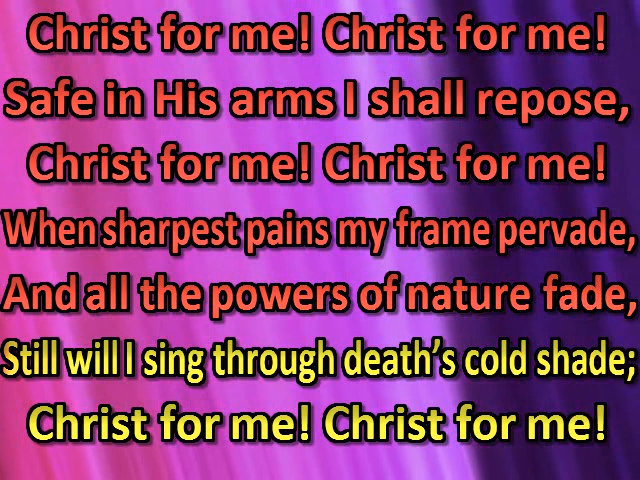 Christ for me! Christ for me!
Safe in His arms I shall repose,
Christ for me! Christ for me!
When sharpest pains my frame pervade,
And all the powers of nature fade,
Still will I sing through death's cold shade;
Christ for me! Christ for me!